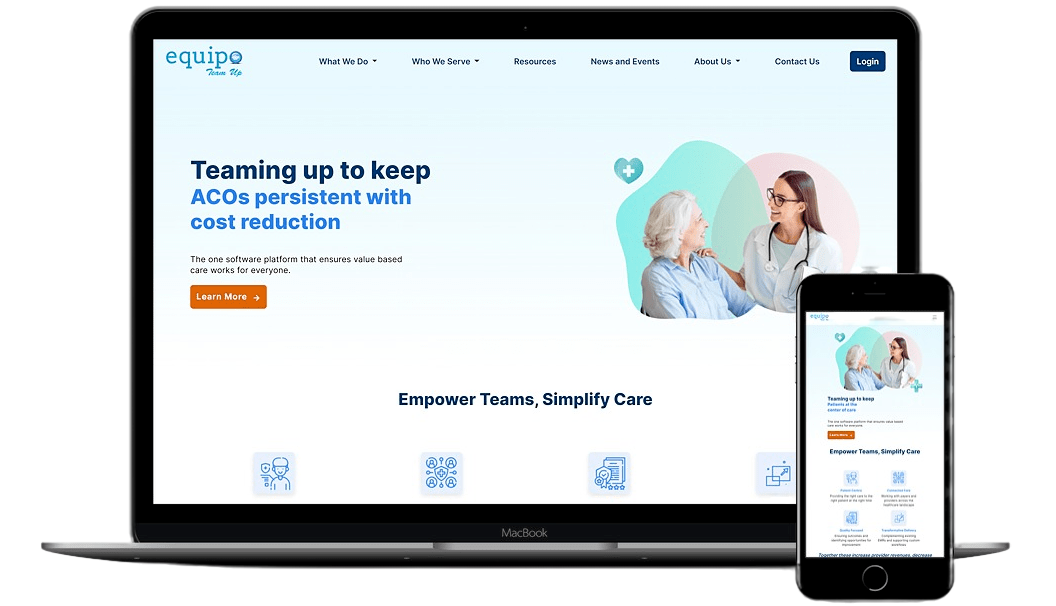 equipo
Team Up
What We Do
Who We Serve
Resources
News and Events
About Us
Contact Us
Login
Teaming up to keep
ACOs persistent with
cost reduction
The one software platform that ensures value based
care works for everyone.
Learn More →
Empower Teams, Simplify Care
MacBook
equipo
Teaming up to keep
Patients at the
center of care
The one software platform that ensures value based
care works for everyone.
Learn More →
Empower Teams, Simplify Care
Patient Centric
Connected Care
Providing the right care to the
right patient at the right time
Working with payers and
providers across the
healthcare landscape
Quality Focused
Transformative Delivery
Ensuring outcomes and
identifying opportunities for
improvement
Complementing existing
EMRs and supporting custom
workflows
Together these increase provider revenues, decrease